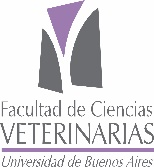 Facultad de Ciencias
VETERINARIAS
Universidad de Buenos Aires